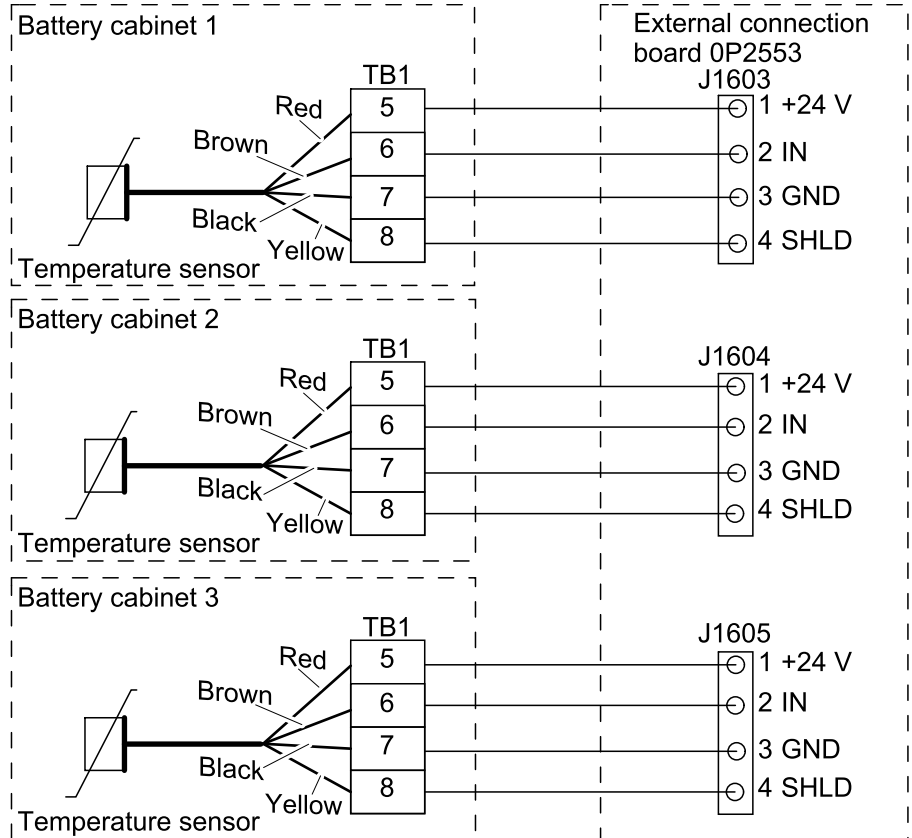 Battery cabinet 1
External connection
board 0P2553
TB1
J1603
Red
5
1 +24 V
Brown
6
2 IN
7
3 GND
Black
8
4 SHLD
Yellow
Temperature sensor
Battery cabinet 2
TB1
J1604
Red
5
1 +24 V
Brown
6
2 IN
7
3 GND
Black
8
4 SHLD
Yellow
Temperature sensor
Battery cabinet 3
TB1
J1605
Red
5
1 +24 V
Brown
6
2 IN
7
3 GND
Black
8
4 SHLD
Yellow
Temperature sensor